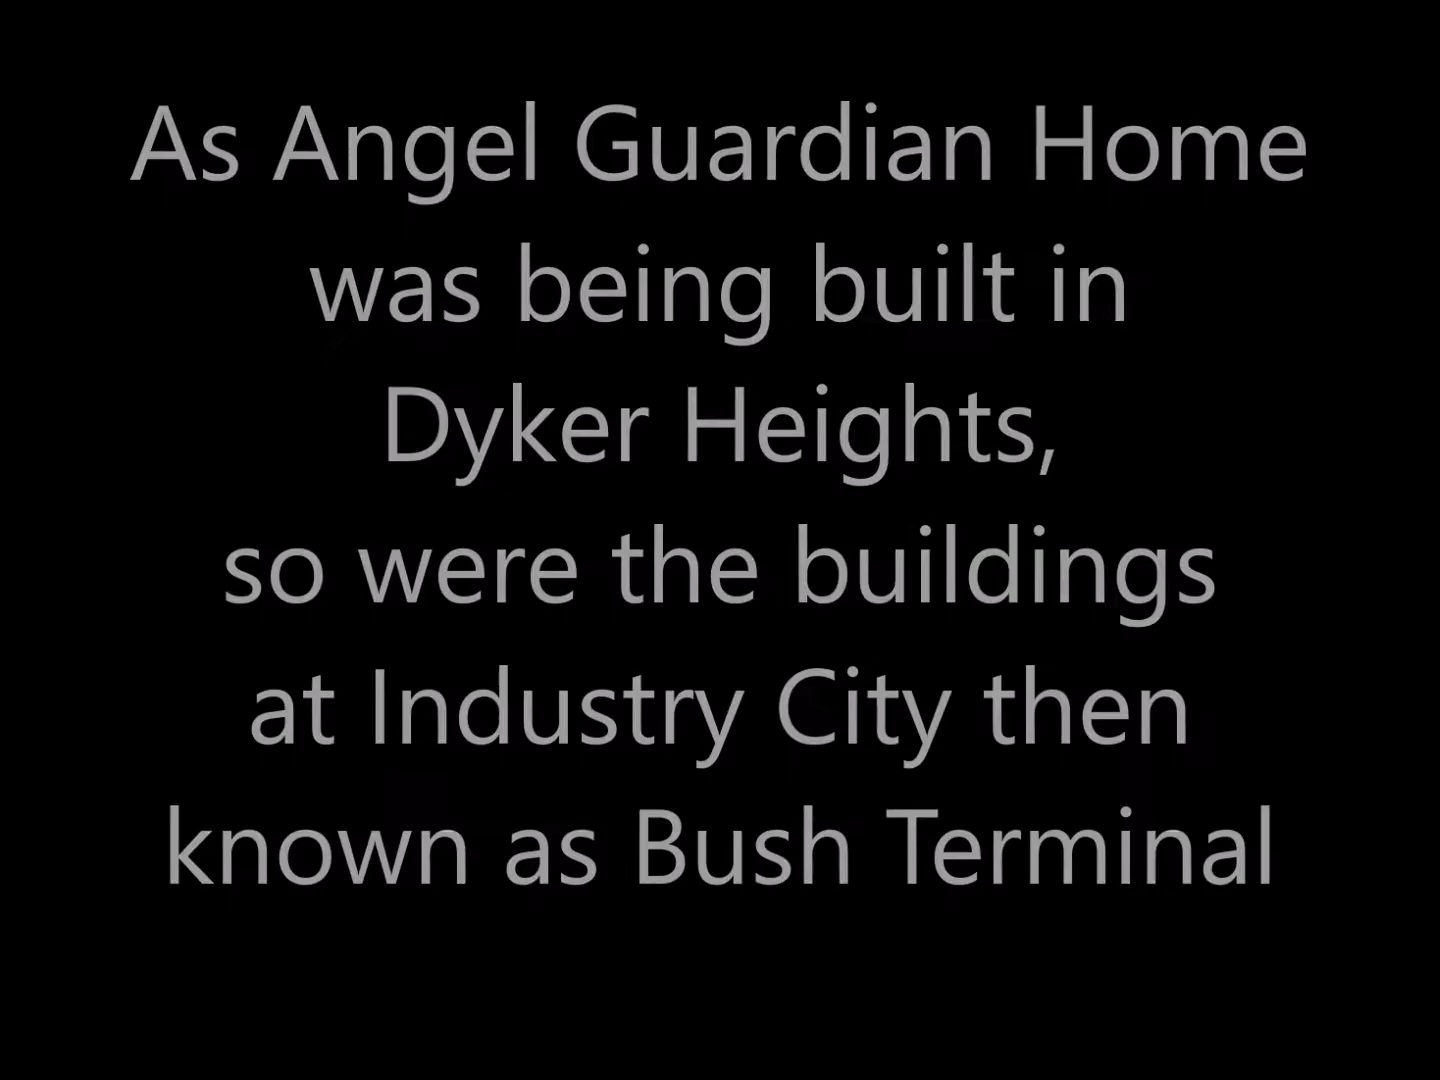 As Angel Guardian Home
was being built in
Dyker Heights,
so were the buildings
at Industry City then
known as Bush Terminal